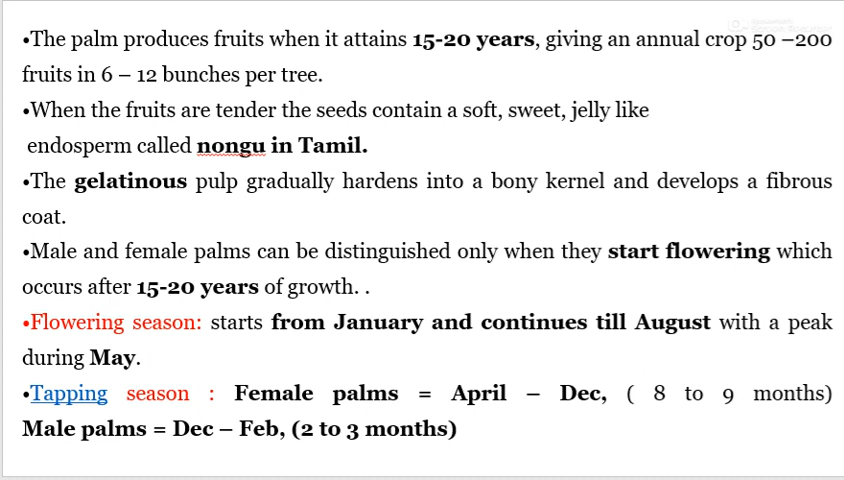 •The palm produces fruits when it attains 15-20 years, giving an annual crop 50 –200
fruits in 6 – 12 bunches per tree.
•When the fruits are tender the seeds contain a soft, sweet, jelly like
endosperm called nongu in Tamil.
•The gelatinous pulp gradually hardens into a bony kernel and develops a fibrous
coat.
•Male and female palms can be distinguished only when they start flowering which
occurs after 15-20 years of growth. .
•Flowering season: starts from January and continues till August with a peak
during May.
•Tapping season : Female palms = April – Dec, ( 8 to 9 months)
Male palms = Dec – Feb, (2 to 3 months)